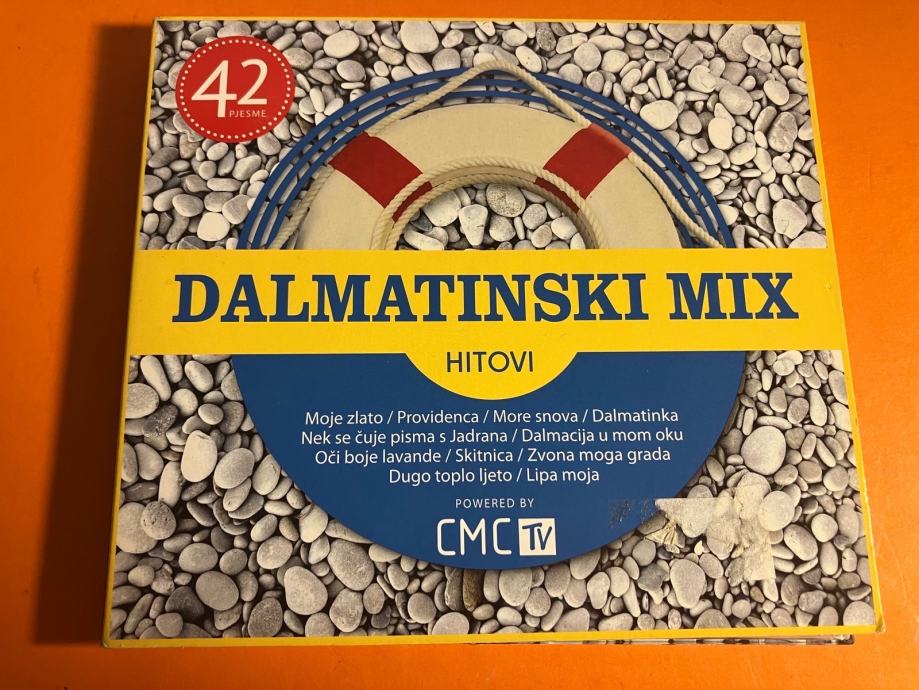 42
PJESME
DALMATINSKI MIX
HITOVI
Moje zlato / Providenca / More snova / Dalmatinka
Nek se čuje pisma s Jadrana / Dalmacija u mom oku
Oči boje lavande / Skitnica / Zvona moga grada
Dugo toplo ljeto / Lipa moja
POWERED BY
CMC TV